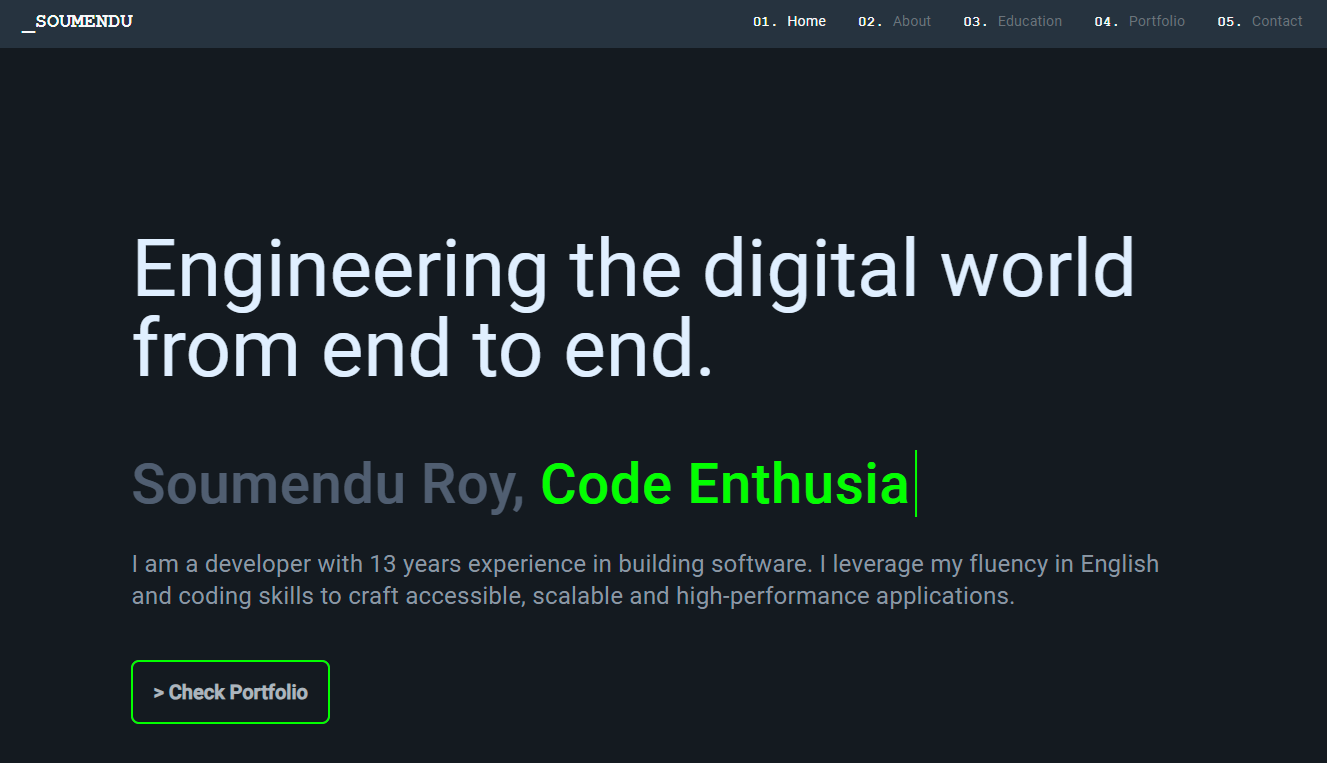 _SOUMENDU
01. Home 02. About 03. Education 04. Portfolio 05. Contact
Engineering the digital world
from end to end.
Soumendu Roy, Code Enthusia
I am a developer with 13 years experience in building software. I leverage my fluency in English
and coding skills to craft accessible, scalable and high-performance applications.
> Check Portfolio